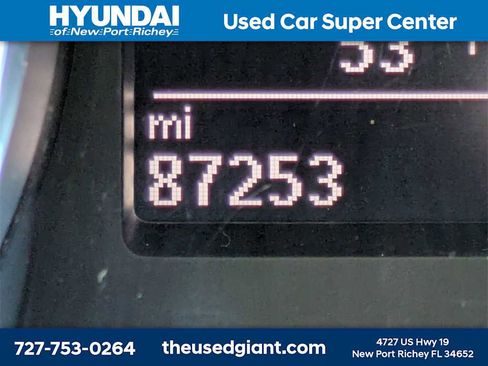 HYUNDAI
of New Port Richey
Used Car Super Center
53
mi
87253
727-753-0264
theusedgiant.com
4727 US Hwy 19
New Port Richey FL 34652